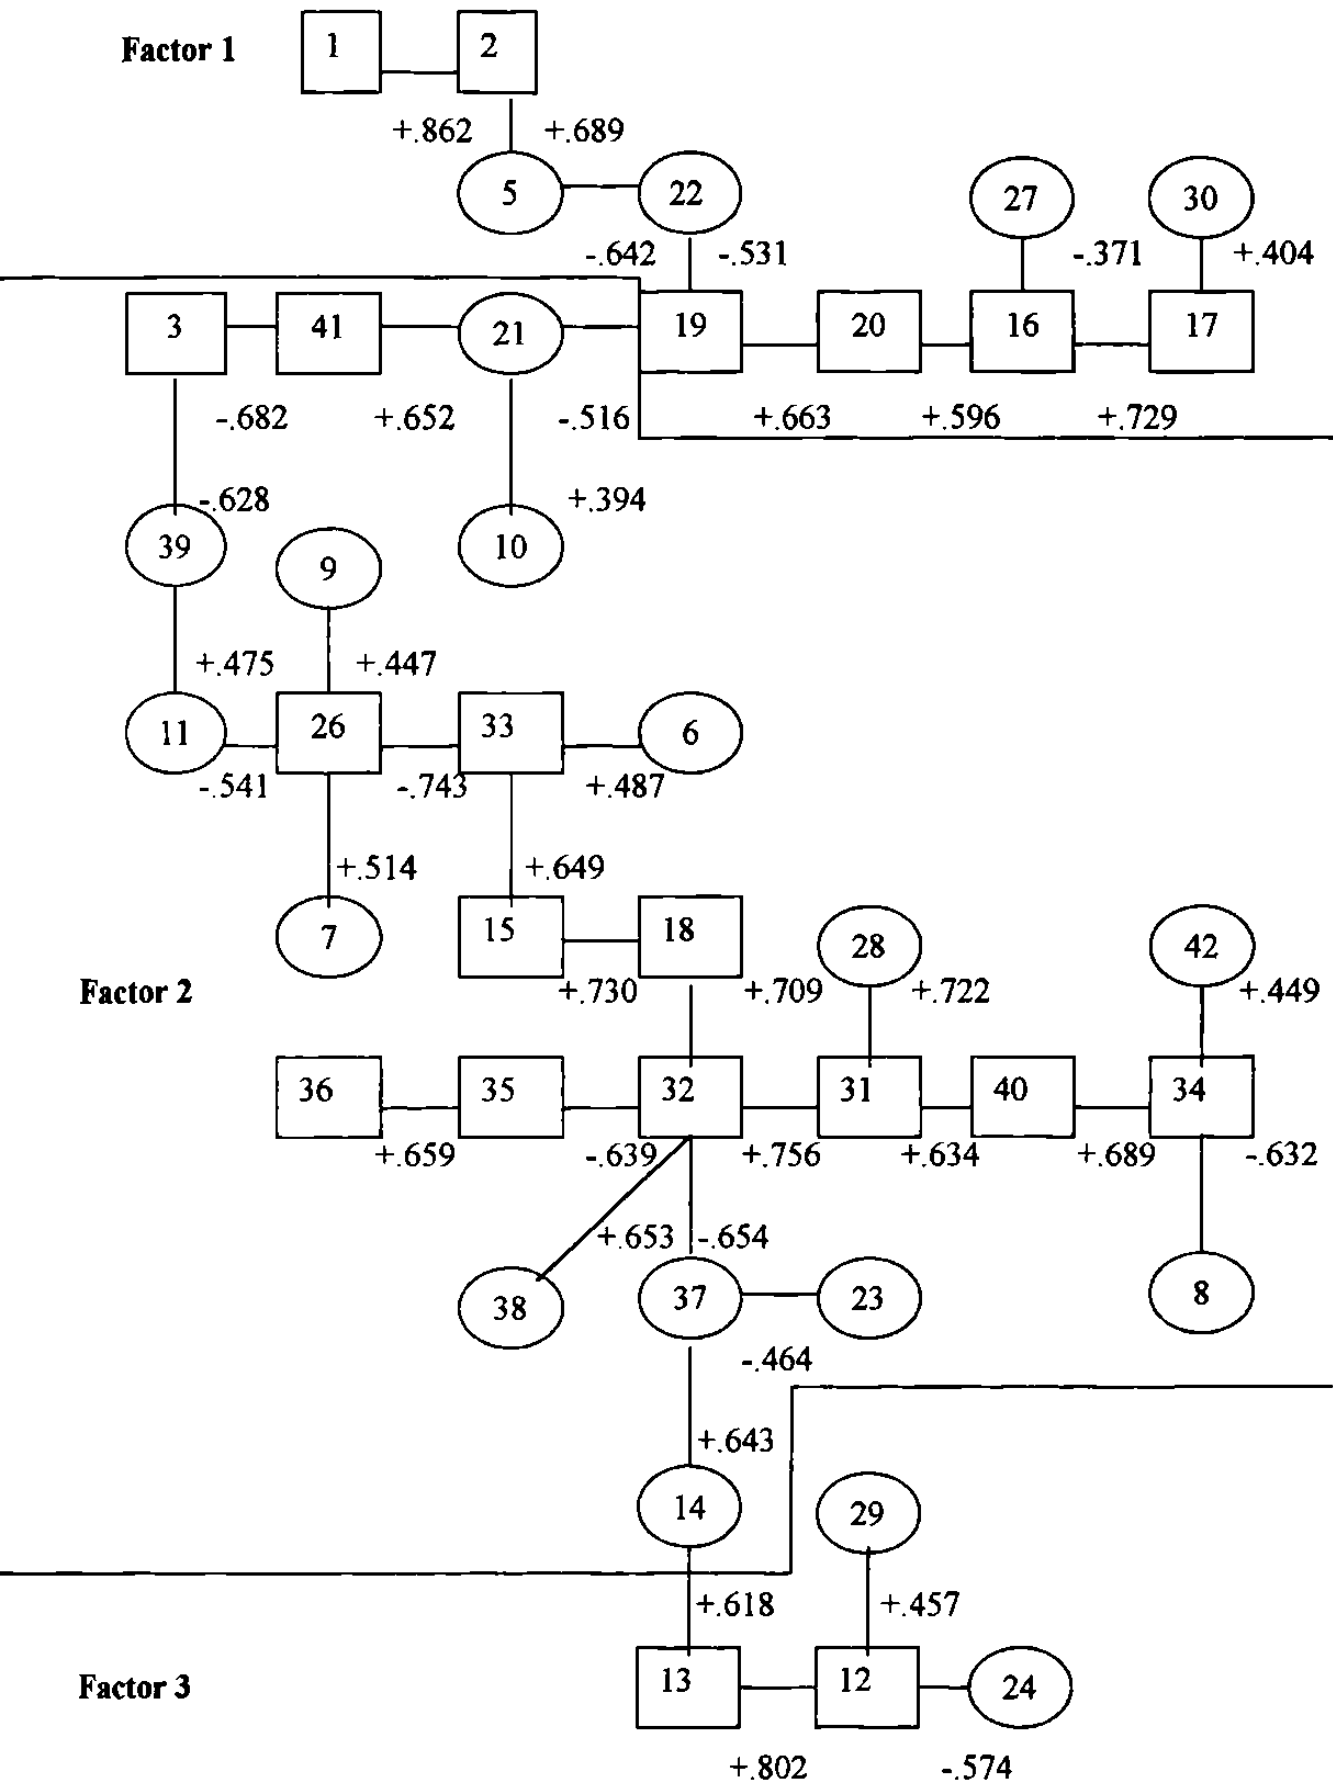 Factor 1 1 2
+.862 +.689
5 22 27 30
-.642 -.531 -.371 +.404
3 41 21 19 20 16 17
-.682 +.652 -.516 +.663 +.596 +.729
-.628 +.394
39 9 10
+.475 +.447
11 26 33 6
-.541 -.743 +.487
+.514 +.649
7 15 18 28 42
Factor 2 +.730 +.709 +.722 +.449
36 35 32 31 40 34
+.659 -.639 +.756 +.634 +.689 -.632
+.653 -.654
38 37 23 8
-.464
+.643
14 29
+.618 +.457
Factor 3 13 12 24
+.802 -.574